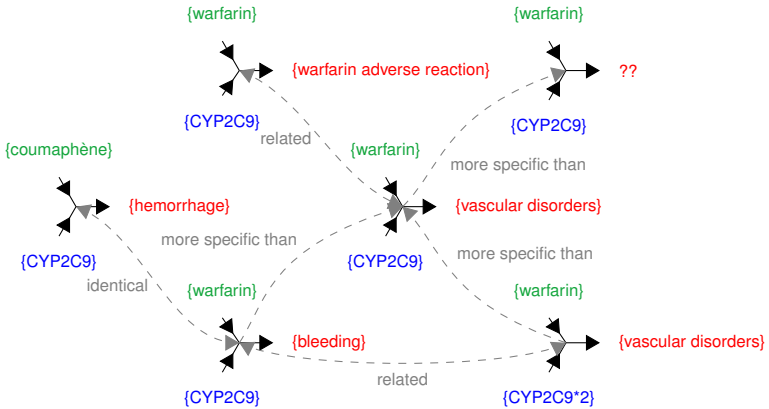 {warfarin}
{warfarin}
{warfarin adverse reaction}
??
{CYP2C9}
{CYP2C9}
related
{coumaphène}
{warfarin}
more specific than
{hemorrhage}
{vascular disorders}
more specific than
more specific than
{CYP2C9}
{CYP2C9}
identical
{warfarin}
{warfarin}
{bleeding}
{vascular disorders}
related
{CYP2C9}
{CYP2C9*2}